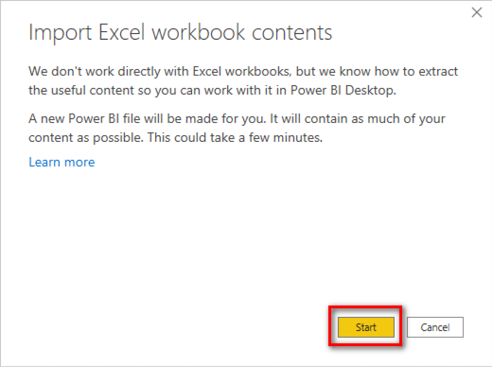 Import Excel workbook contents
We don't work directly with Excel workbooks, but we know how to extract
the useful content so you can work with it in Power BI Desktop.
A new Power BI file will be made for you. It will contain as much of your
content as possible. This could take a few minutes.
Learn more
Start
Cancel